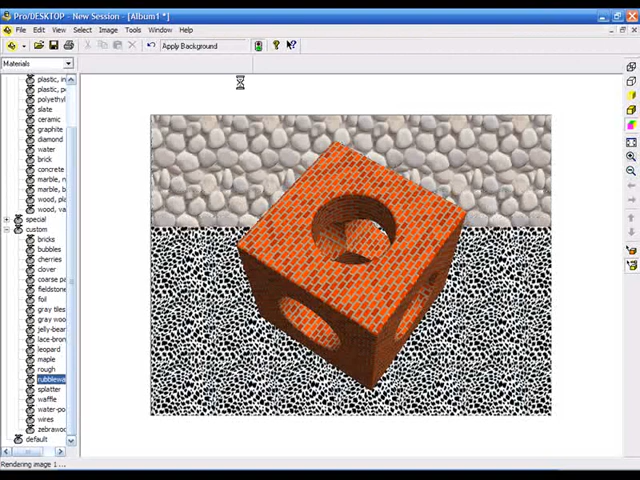 Pro/DESKTOP - New Session - [Album1 *]
File Edit View Select Image Tools Window Help
Apply Background
Materials
plastic, in
plastic, po
polyethyl
slate
ceramic
graphite
diamond
water
brick
concrete
marble, n
marble, b
wood, pla
wood, va
special
custom
bricks
bubbles
cherries
clover
coarse pa
fieldstone
foil
gray tiles
gray woo
jelly-bear
lace-bron
leopard
maple
rough
rubblewa
splatter
waffle
water-po
wires
zebrawoo
default
Rendering image 1 ...